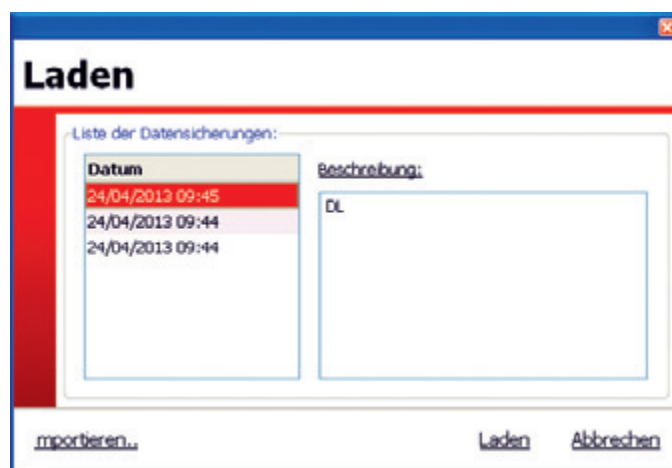 Laden
Liste der Datensicherungen:
Datum
24/04/2013 09:45
24/04/2013 09:44
24/04/2013 09:44
Beschreibung:
DL
mportieren..
Laden
Abbrechen